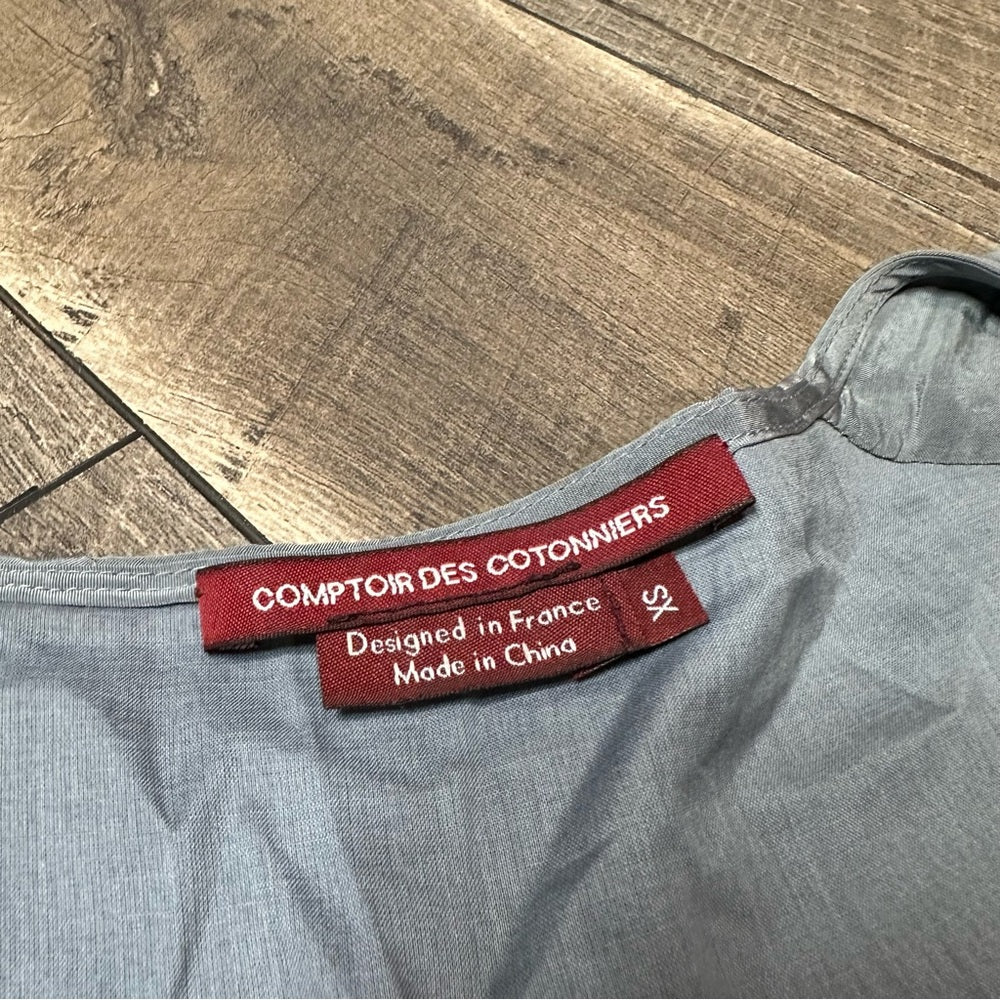 COMPTOIR DES COTONNIERS
Designed in France
Made in China
XS